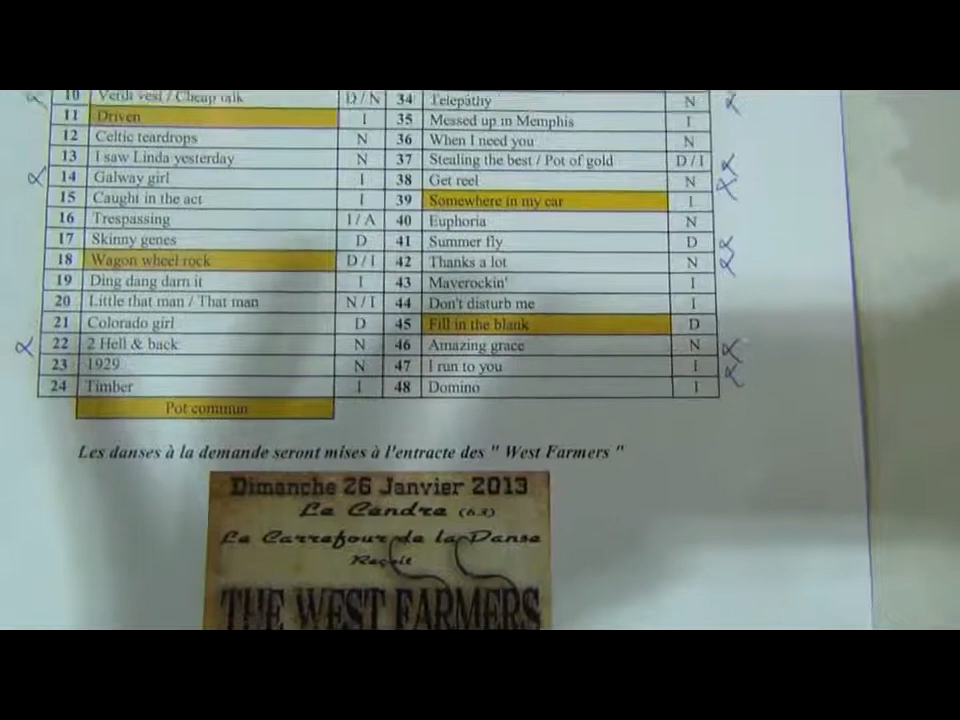 10 Verdi vest / Cheap talk D / N 34 Telepathy N
11 Driven I 35 Messed up in Memphis I
12 Celtic teardrops N 36 When I need you N
13 I saw Linda yesterday N 37 Stealing the best / Pot of gold D / I
14 Galway girl I 38 Get reel N
15 Caught in the act I 39 Somewhere in my car I
16 Trespassing I / A 40 Euphoria N
17 Skinny genes D 41 Summer fly D
18 Wagon wheel rock D / I 42 Thanks a lot N
19 Ding dang darn it I 43 Maverockin' I
20 Little that man / That man N / I 44 Don't disturb me I
21 Colorado girl D 45 Fill in the blank D
22 2 Hell & back N 46 Amazing grace N
23 1929 N 47 I run to you I
24 Timber I 48 Domino I
Pot commun
Les danses à la demande seront mises à l'entracte des " West Farmers "
Dimanche 26 Janvier 2013
Le Cendre (63)
Le Carrefour de la Danse
Reçoit
THE WEST FARMERS